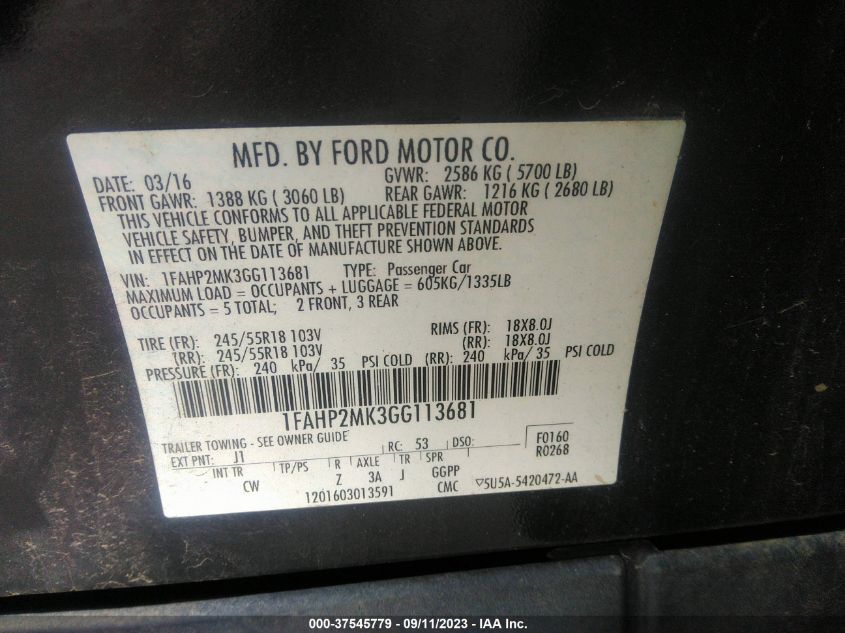 MFD. BY FORD MOTOR CO.
DATE: 03/16 GVWR: 2586 KG ( 5700 LB)
FRONT GAWR: 1388 KG ( 3060 LB) REAR GAWR: 1216 KG ( 2680 LB)
THIS VEHICLE CONFORMS TO ALL APPLICABLE FEDERAL MOTOR
VEHICLE SAFETY, BUMPER, AND THEFT PREVENTION STANDARDS
IN EFFECT ON THE DATE OF MANUFACTURE SHOWN ABOVE.
VIN: 1FAHP2MK3GG113681 TYPE: Passenger Car
MAXIMUM LOAD = OCCUPANTS + LUGGAGE = 605KG/1335LB
OCCUPANTS = 5 TOTAL; 2 FRONT, 3 REAR
TIRE (FR): 245/55R18 103V RIMS (FR): 18X8.0J
(RR): 245/55R18 103V (RR): 18X8.0J
PRESSURE (FR): 240 kPa/ 35 PSI COLD (RR): 240 kPa/ 35 PSI COLD
1FAHP2MK3GG113681
TRAILER TOWING - SEE OWNER GUIDE
EXT PNT: J1 RC: 53 DSO: F0160
R0268
INT TR TP/PS R AXLE TR SPR
CW Z 3A J GGPP
1201603013591 CMC ▽5U5A-5420472-AA
000-37545779 - 09/11/2023 - IAA Inc.